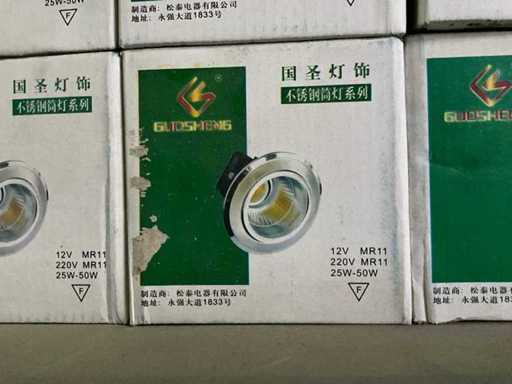 25W-50W
F
制造商: 松泰电器有限公司
地址: 永强大道1833号
国圣灯饰
不锈钢筒灯系列
12V MR11
220V MR11
25W-50W
F
GUOSHENG
国圣灯饰
不锈钢筒灯系列
12V MR11
220V MR11
25W-50W
F
制造商: 松泰电器有限公司
地址: 永强大道1833号
GUOSHENG
制造商: 松泰电器有限公司
地址: 永强大道1833号